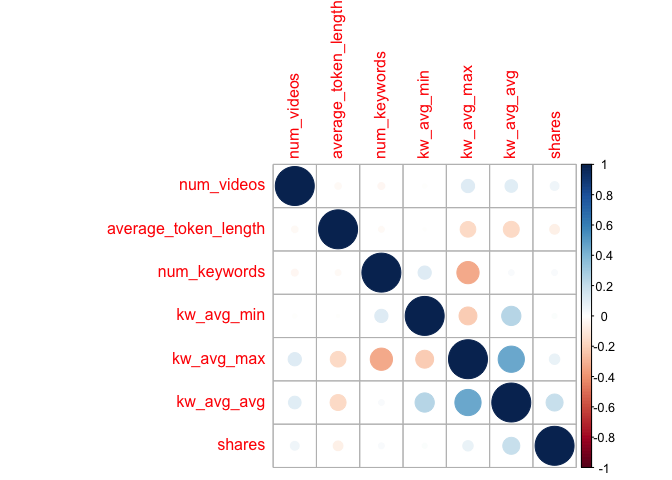 num_videos
average_token_length
num_keywords
kw_avg_min
kw_avg_max
kw_avg_avg
shares
num_videos
average_token_length
num_keywords
kw_avg_min
kw_avg_max
kw_avg_avg
shares
1
0.8
0.6
0.4
0.2
0
-0.2
-0.4
-0.6
-0.8
-1